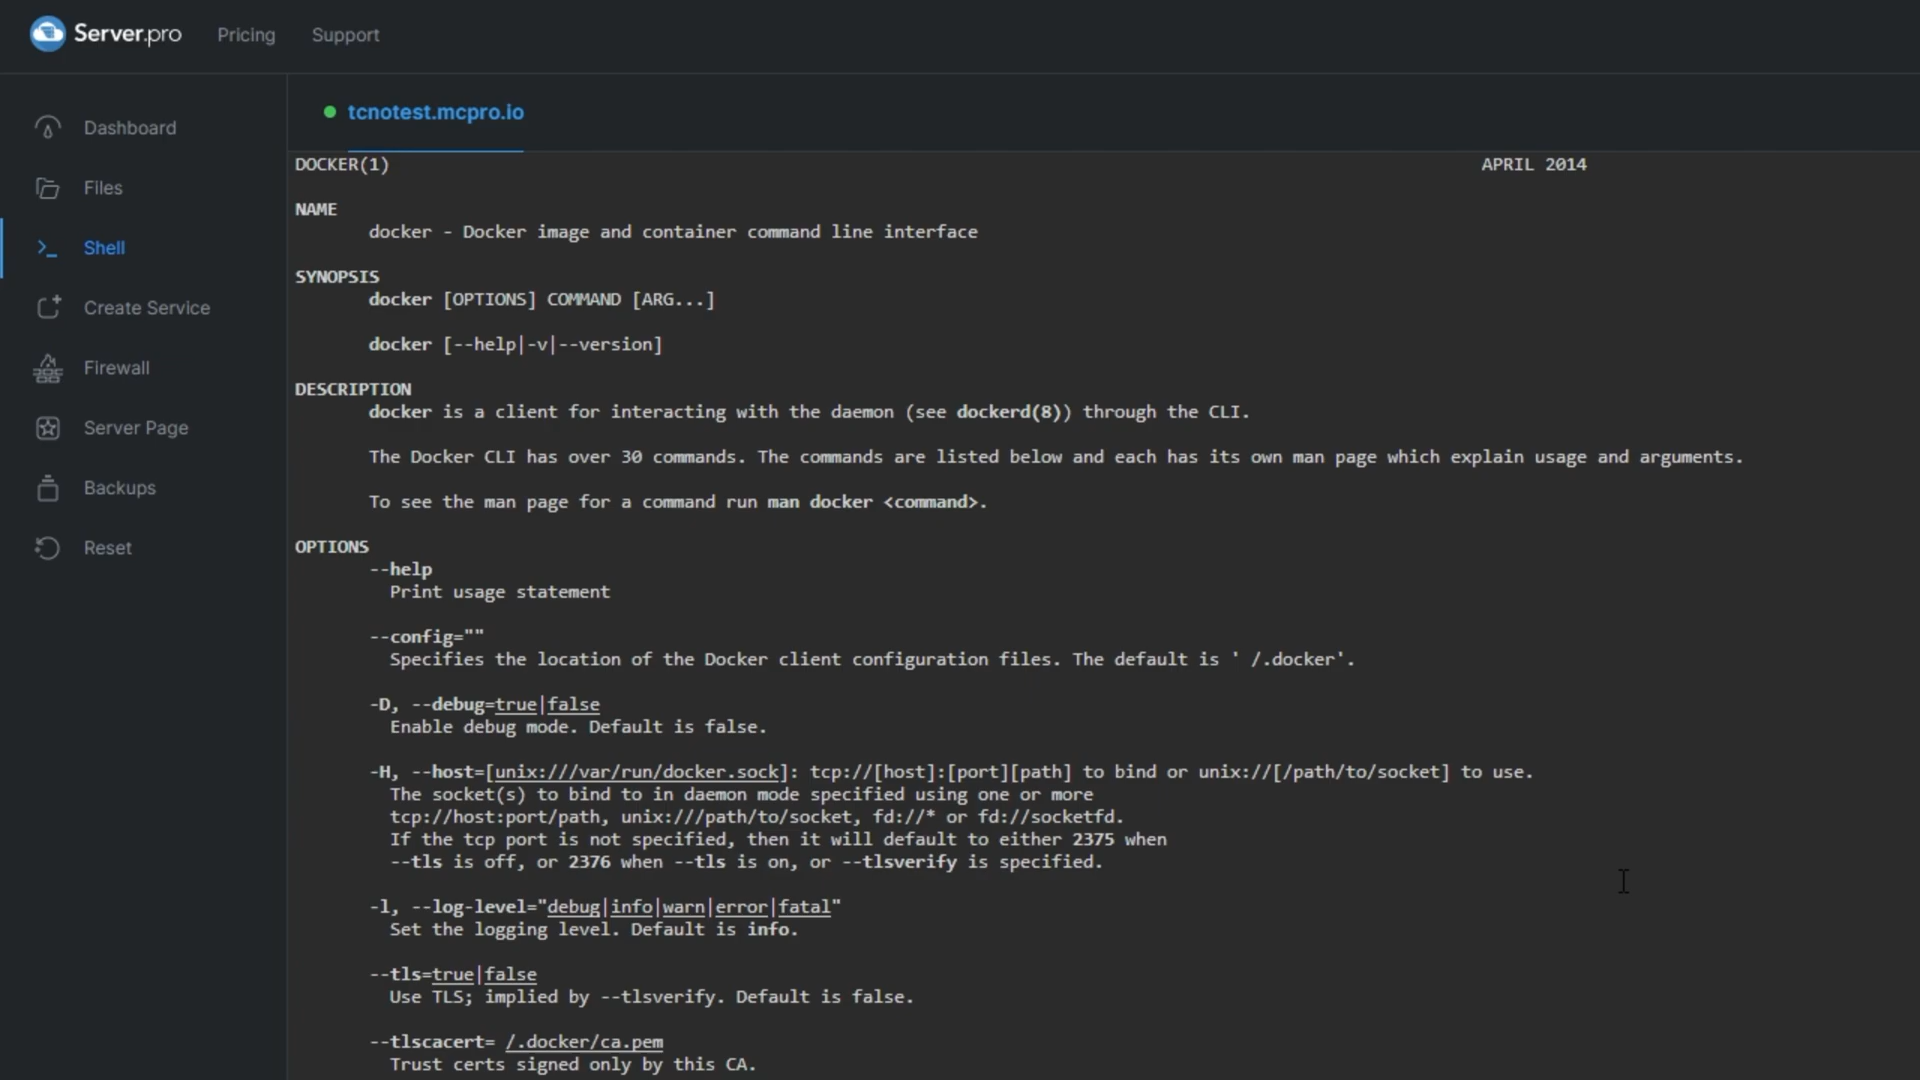 Server.pro Pricing Support
Dashboard
Files
Shell
Create Service
Firewall
Server Page
Backups
Reset
tcnotest.mcpro.io
DOCKER(1) APRIL 2014
NAME
docker - Docker image and container command line interface
SYNOPSIS
docker [OPTIONS] COMMAND [ARG...]
docker [--help|-v|--version]
DESCRIPTION
docker is a client for interacting with the daemon (see dockerd(8)) through the CLI.
The Docker CLI has over 30 commands. The commands are listed below and each has its own man page which explain usage and arguments.
To see the man page for a command run man docker <command>.
OPTIONS
--help
Print usage statement
--config=""
Specifies the location of the Docker client configuration files. The default is ' /.docker'.
-D, --debug=true|false
Enable debug mode. Default is false.
-H, --host=[unix:///var/run/docker.sock]: tcp://[host]:[port][path] to bind or unix://[/path/to/socket] to use.
The socket(s) to bind to in daemon mode specified using one or more
tcp://host:port/path, unix:///path/to/socket, fd://* or fd://socketfd.
If the tcp port is not specified, then it will default to either 2375 when
--tls is off, or 2376 when --tls is on, or --tlsverify is specified.
-l, --log-level="debug|info|warn|error|fatal"
Set the logging level. Default is info.
--tls=true|false
Use TLS; implied by --tlsverify. Default is false.
--tlscacert= /.docker/ca.pem
Trust certs signed only by this CA.